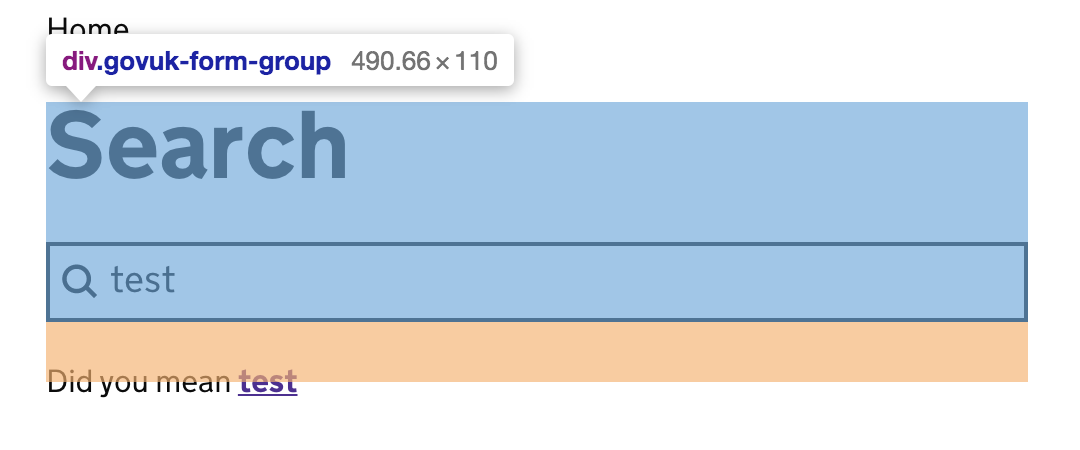 Home
div.govuk-form-group 490.66×110
Search
test
Did you mean test